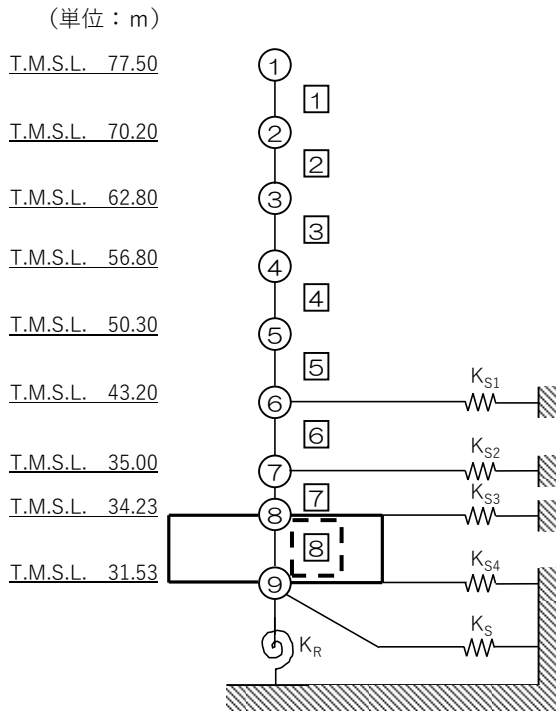 （単位：m）
T.M.S.L. 77.50
①
1
T.M.S.L. 70.20
②
2
T.M.S.L. 62.80
③
3
T.M.S.L. 56.80
④
4
T.M.S.L. 50.30
⑤
5
T.M.S.L. 43.20
⑥
KS1
6
T.M.S.L. 35.00
⑦
KS2
7
T.M.S.L. 34.23
⑧
KS3
8
T.M.S.L. 31.53
⑨
KS4
KR
KS